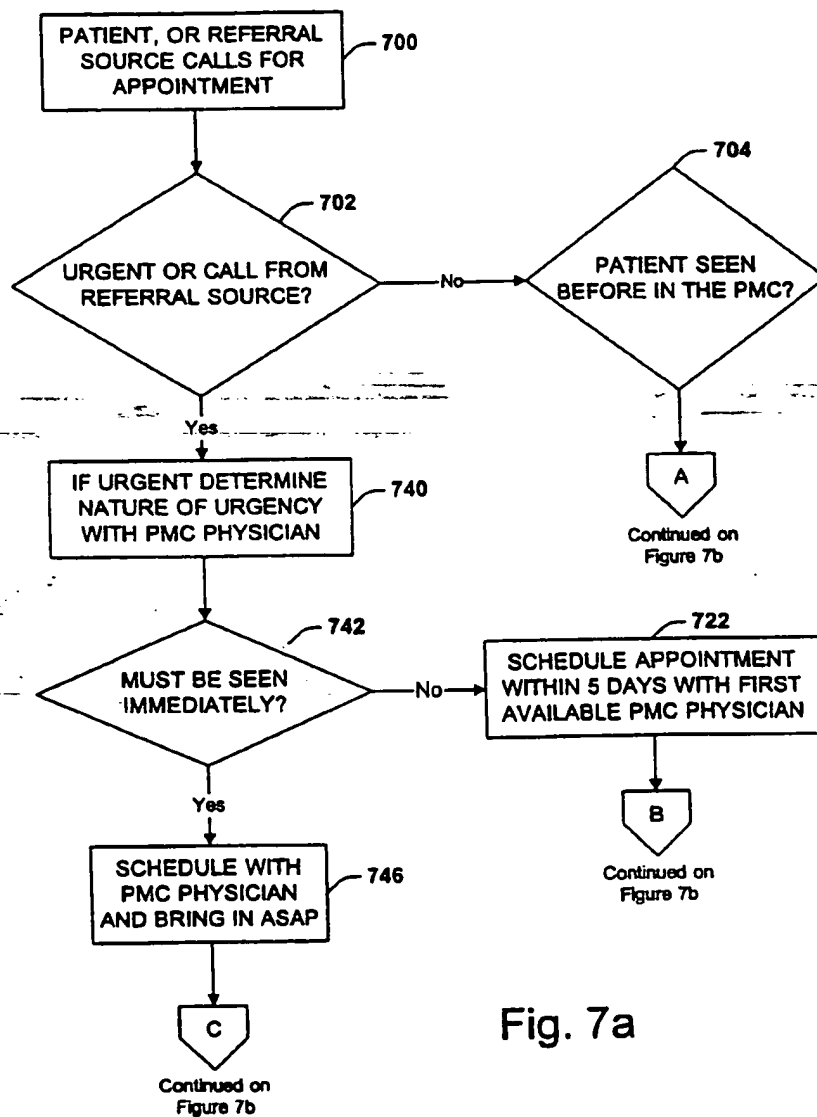 PATIENT, OR REFERRAL
SOURCE CALLS FOR
APPOINTMENT
700
702
URGENT OR CALL FROM
REFERRAL SOURCE?
No
704
PATIENT SEEN
BEFORE IN THE PMC?
Yes
A
Continued on
Figure 7b
IF URGENT DETERMINE
NATURE OF URGENCY
WITH PMC PHYSICIAN
740
742
MUST BE SEEN
IMMEDIATELY?
No
722
SCHEDULE APPOINTMENT
WITHIN 5 DAYS WITH FIRST
AVAILABLE PMC PHYSICIAN
Yes
B
Continued on
Figure 7b
SCHEDULE WITH
PMC PHYSICIAN
AND BRING IN ASAP
746
C
Continued on
Figure 7b
Fig. 7a